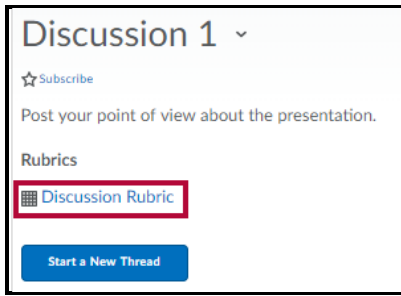 Discussion 1
Subscribe
Post your point of view about the presentation.
Rubrics
Discussion Rubric
Start a New Thread